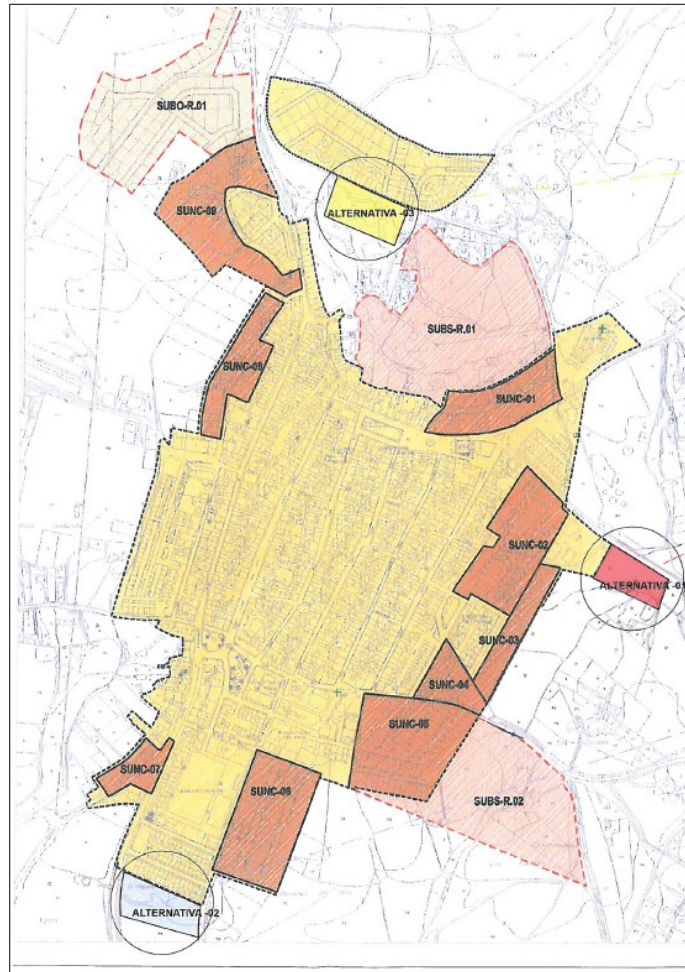 SUBO-R.01
SUNC-09
ALTERNATIVA -03
SUBS-R.01
SUNC-08
SUNC-01
SUNC-02
ALTERNATIVA -01
SUNC-03
SUNC-04
SUNC-05
SUNC-07
SUNC-06
SUBS-R.02
ALTERNATIVA -02